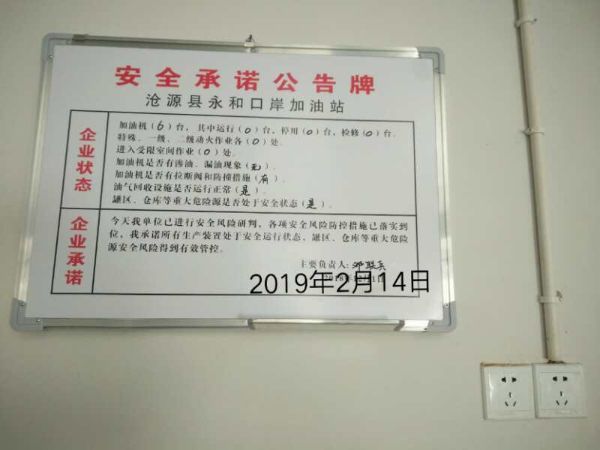 安全承诺公告牌
沧源县永和口岸加油站
企业状态
加油机（6）台，其中运行（0）台，停用（0）台，检修（0）台。
特殊、一级、二级动火作业各（0）处。
进入受限空间作业（0）处。
加油机是否有渗油、漏油现象（无）。
加油机是否有拉断阀和防撞措施（有）。
油气回收设施是否运行正常（是）。
罐区、仓库等重大危险源是否处于安全状态（是）。
企业承诺
今天我单位已进行安全风险研判，各项安全风险防控措施已落实到
位，我承诺所有生产装置处于安全运行状态，罐区、仓库等重大危险
源安全风险得到有效管控。
主要负责人：
2019年2月14日